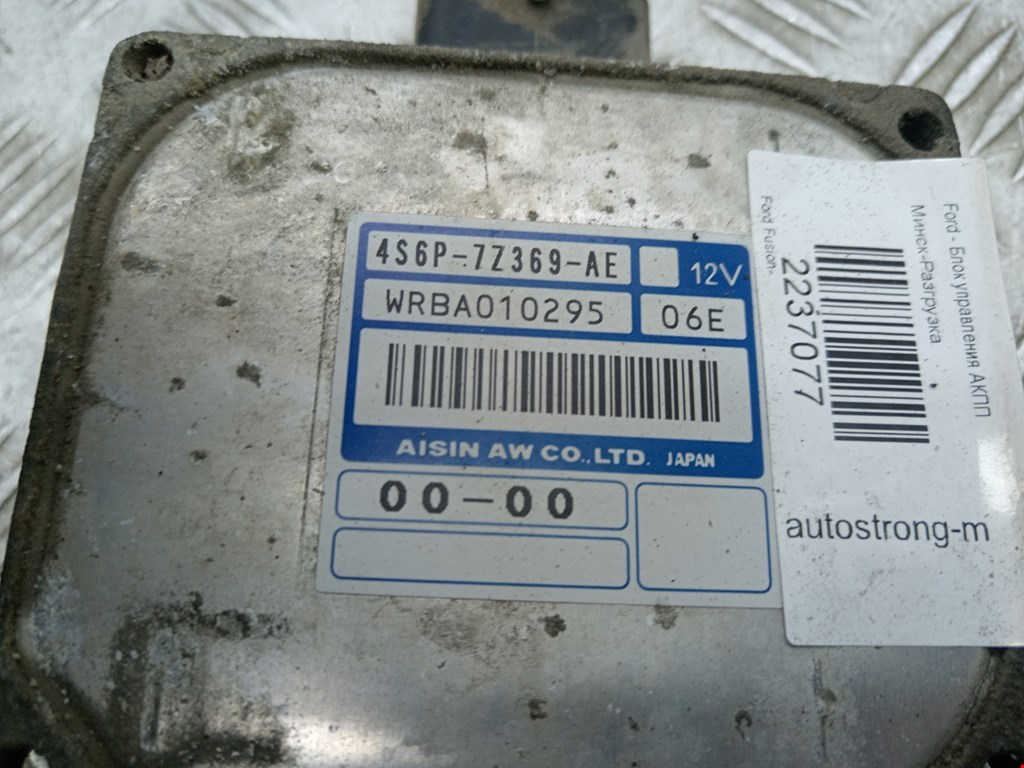 4S6P-7Z369-AE
12V
WRBA010295
06E
AISIN AW CO.,LTD. JAPAN
00-00
Ford - Блок управления АКПП
Минск-Разгрузка
2237077
Ford Fusion.
autostrong-m